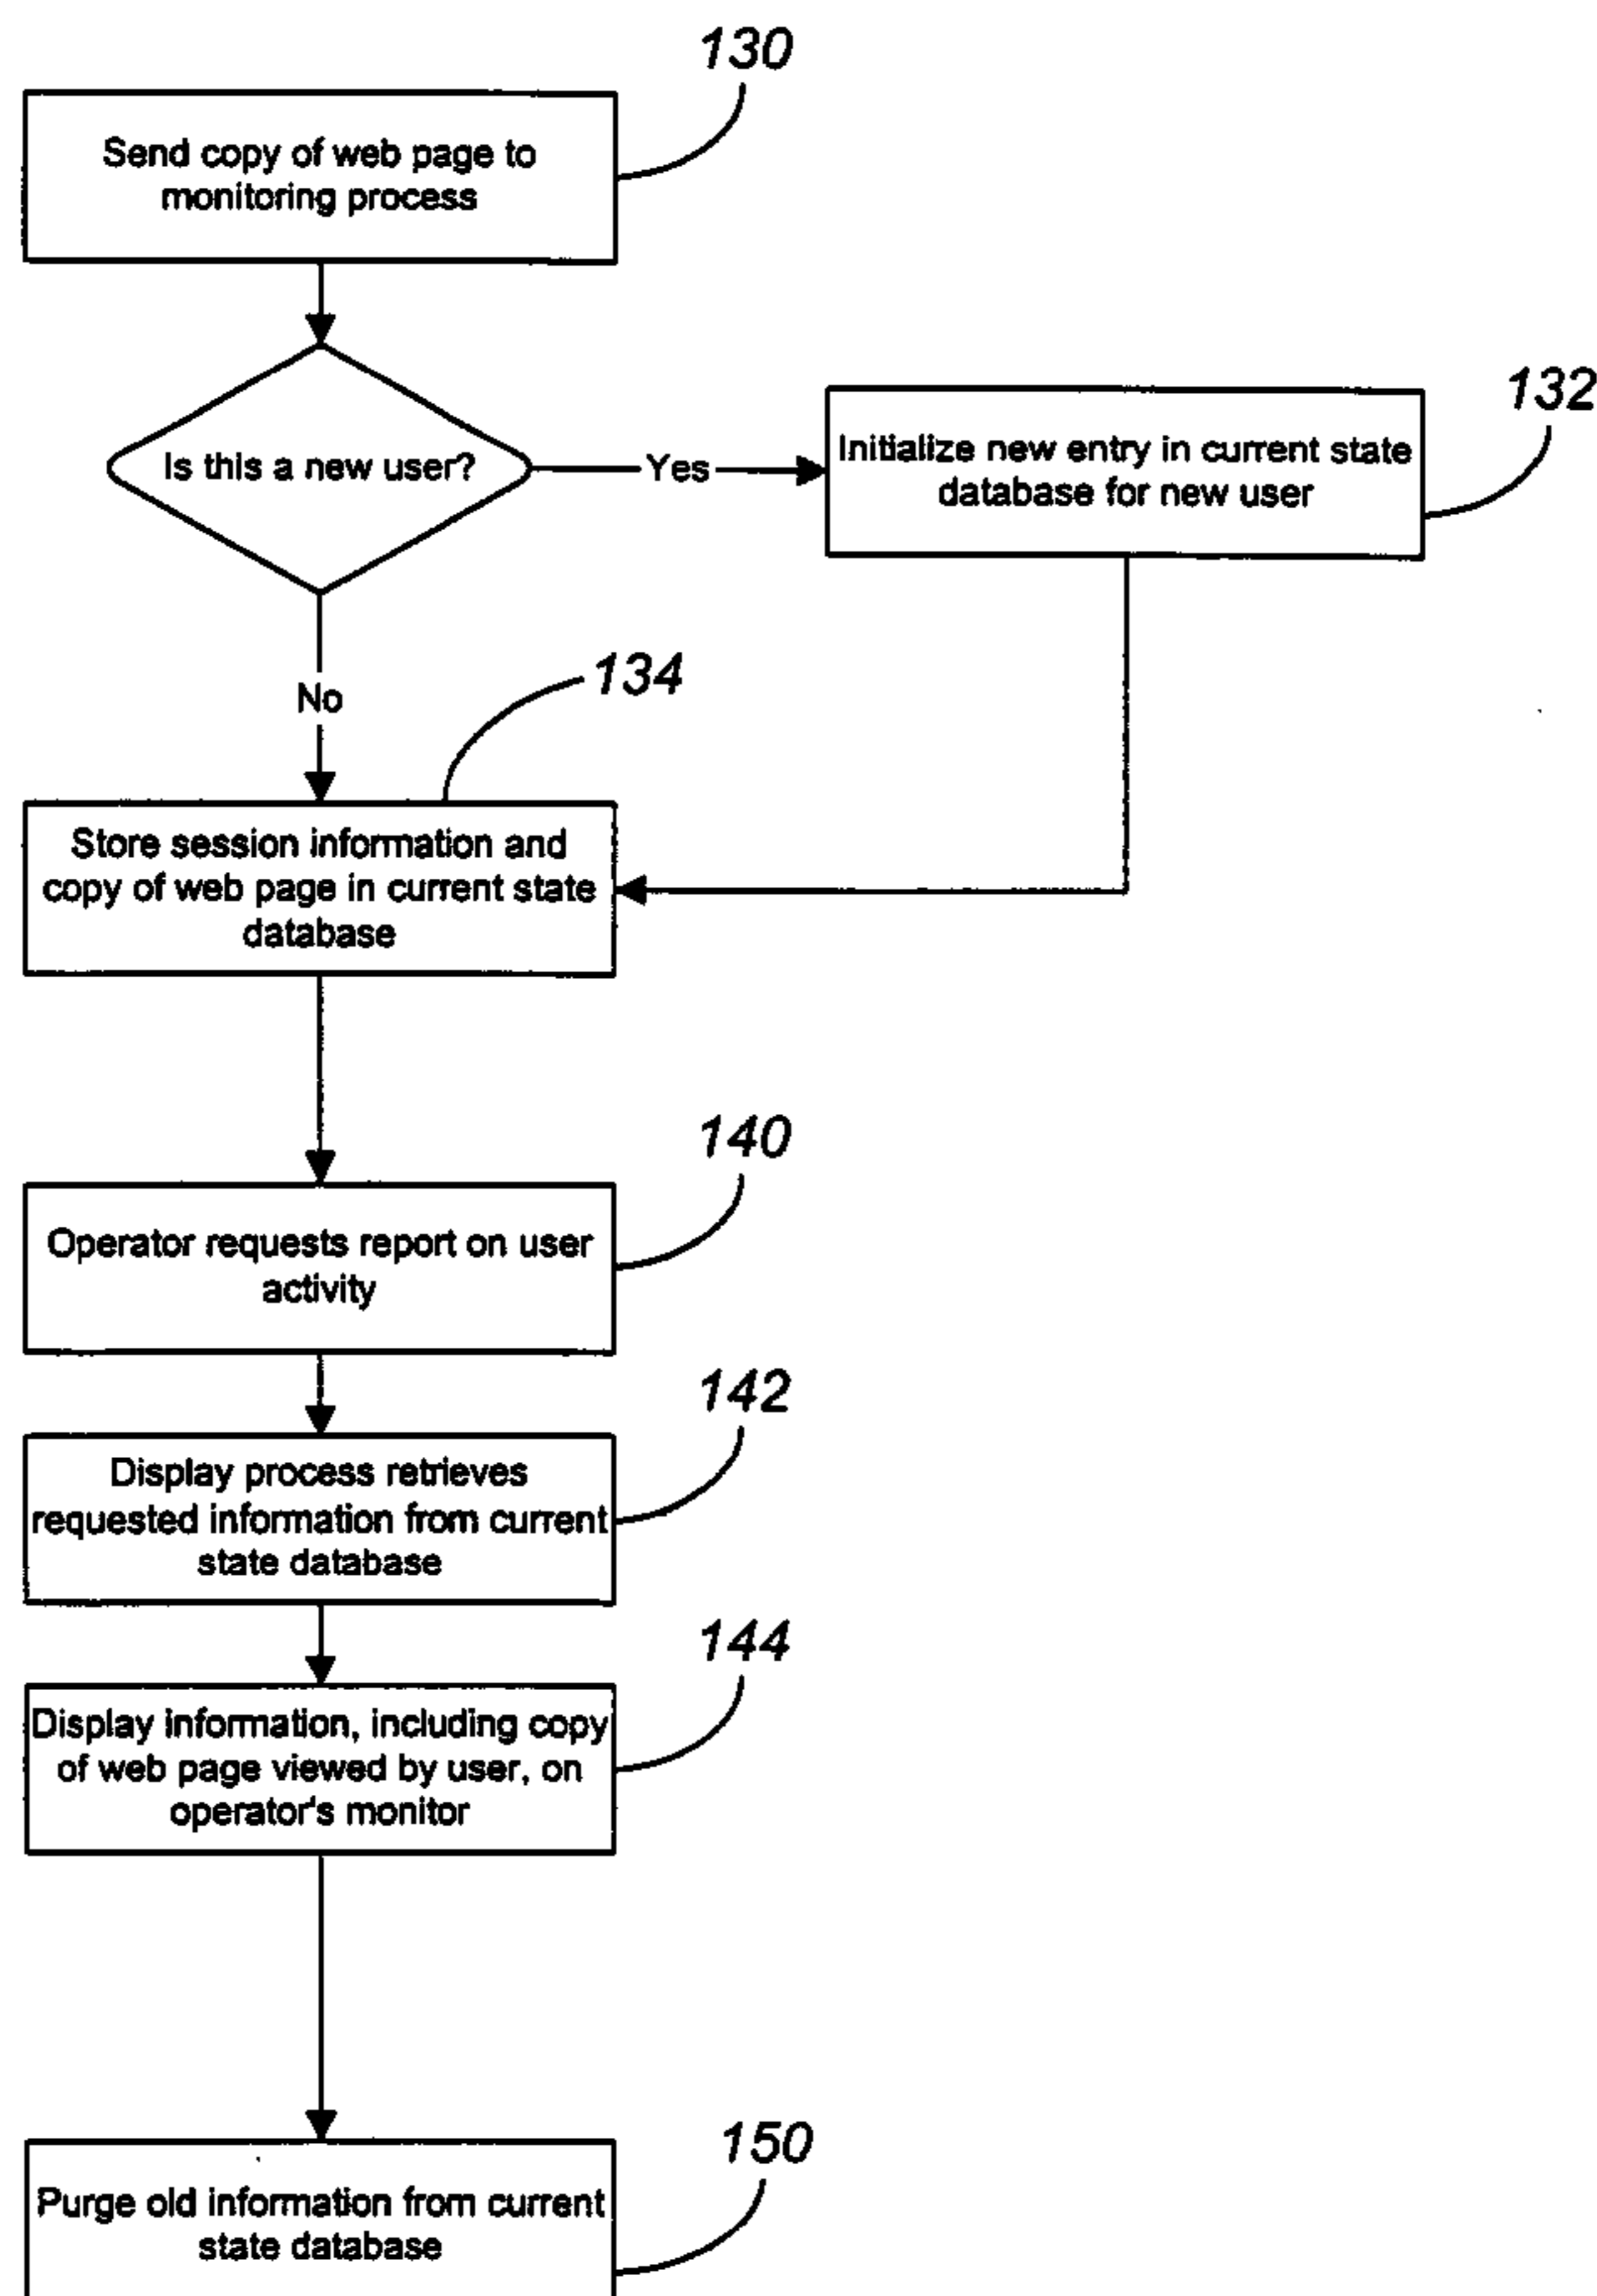 130
Send copy of web page to
monitoring process
Is this a new user?
Yes
132
Initialize new entry in current state
database for new user
No
134
Store session information and
copy of web page in current state
database
140
Operator requests report on user
activity
142
Display process retrieves
requested information from current
state database
144
Display information, including copy
of web page viewed by user, on
operator's monitor
150
Purge old information from current
state database